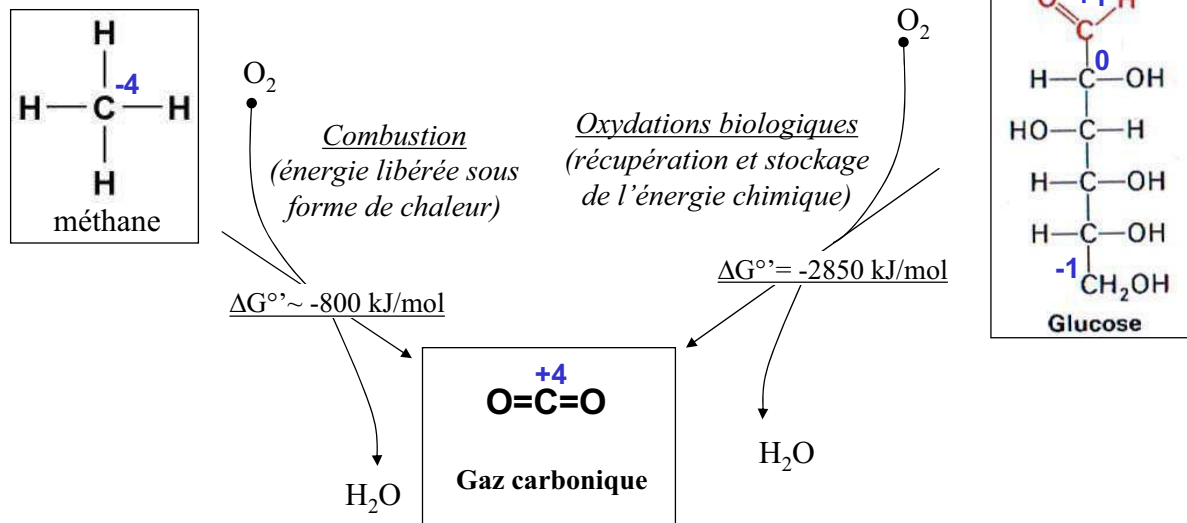 H
-4
H—C—H
H
méthane
O₂
Combustion
(énergie libérée sous
forme de chaleur)
ΔG°’~ -800 kJ/mol
H₂O
O₂
Oxydations biologiques
(récupération et stockage
de l’énergie chimique)
ΔG°’= -2850 kJ/mol
H₂O
+4
O=C=O
Gaz carbonique
O +1 H
C
0
H—C—OH
HO—C—H
H—C—OH
H—C—OH
-1
CH₂OH
Glucose